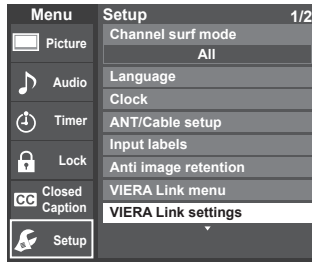 Menu
Picture
Audio
Timer
Lock
CC Closed
Caption
Setup
Setup 1/2
Channel surf mode
All
Language
Clock
ANT/Cable setup
Input labels
Anti image retention
VIERA Link menu
VIERA Link settings